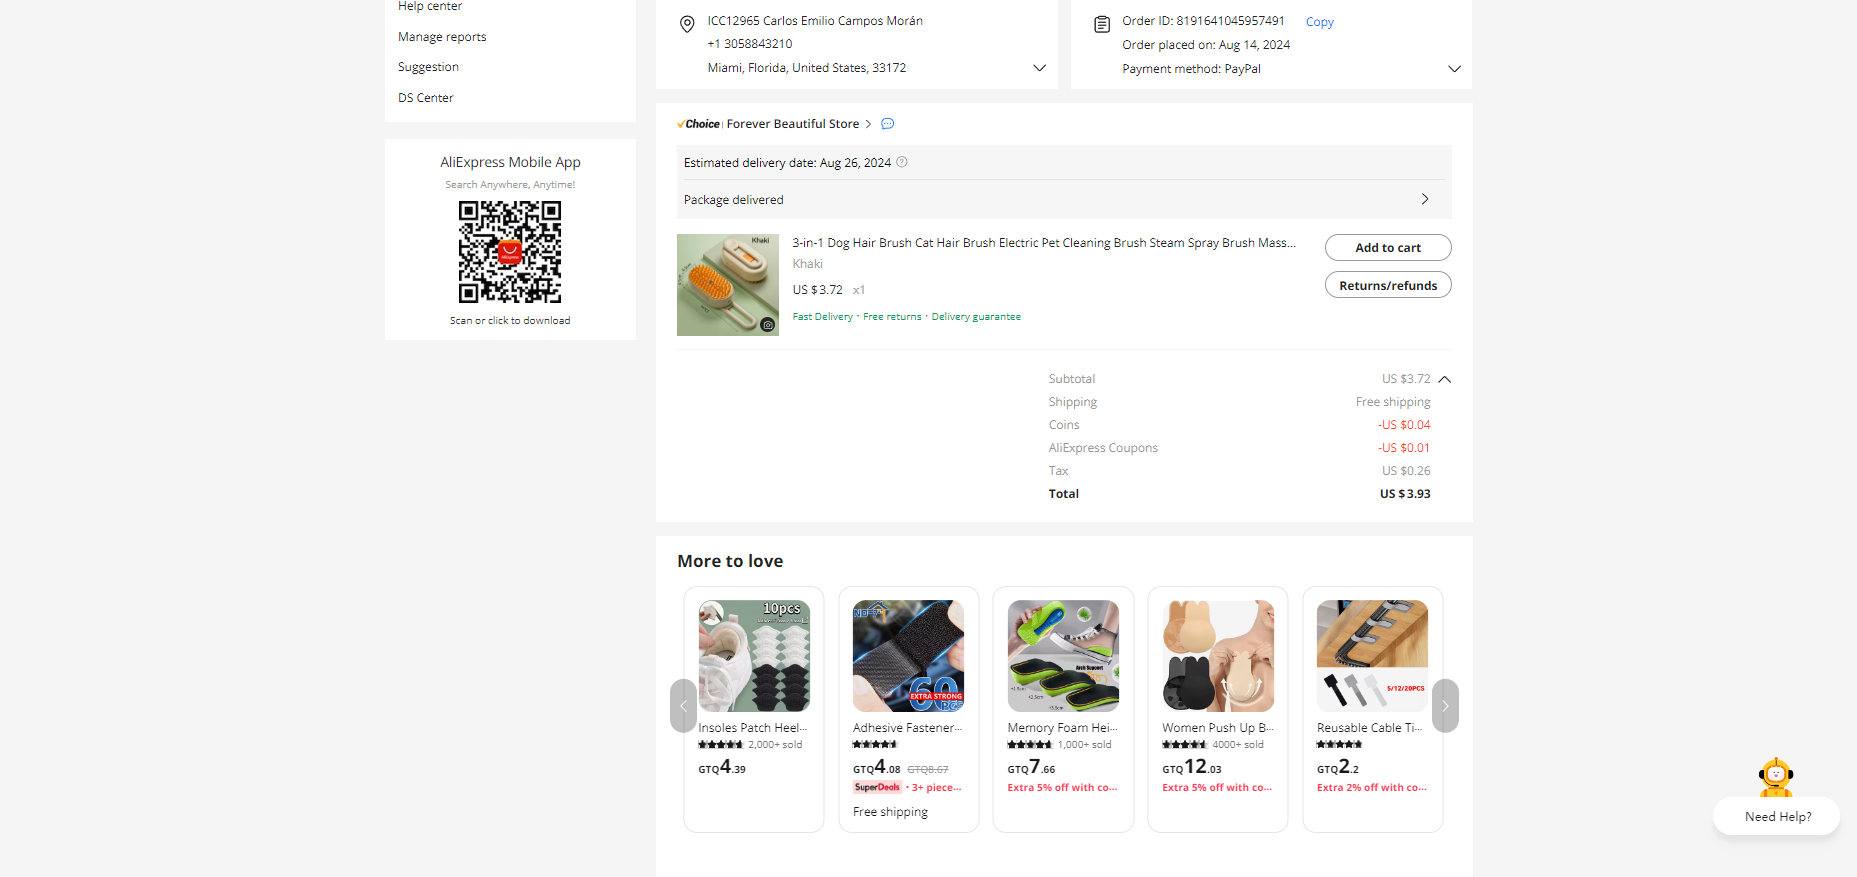 Help center
Manage reports
Suggestion
DS Center
AliExpress Mobile App
Search Anywhere, Anytime!
AliExpress
Scan or click to download
ICC12965 Carlos Emilio Campos Morán
+1 3058843210
Miami, Florida, United States, 33172
Order ID: 8191641045957491 Copy
Order placed on: Aug 14, 2024
Payment method: PayPal
Choice Forever Beautiful Store
Estimated delivery date: Aug 26, 2024
Package delivered
Khaki
3-in-1 Dog Hair Brush Cat Hair Brush Electric Pet Cleaning Brush Steam Spray Brush Mass...
Khaki
US $3.72 x1
Fast Delivery · Free returns · Delivery guarantee
Add to cart
Returns/refunds
Subtotal US $3.72
Shipping Free shipping
Coins -US $0.04
AliExpress Coupons -US $0.01
Tax US $0.26
Total US $3.93
More to love
10pcs
Insoles Patch Heel...
2,000+ sold
GTQ4.39
EXTRA STRONG
60
PCS
Adhesive Fastener...
GTQ4.08 GTQ8.67
SuperDeals · 3+ piece...
Free shipping
Arch Support
Memory Foam Hei...
1,000+ sold
GTQ7.66
Extra 5% off with co...
Women Push Up B...
4000+ sold
GTQ12.03
Extra 5% off with co...
5/12/20PCS
Reusable Cable Ti...
GTQ2.2
Extra 2% off with co...
Need Help?